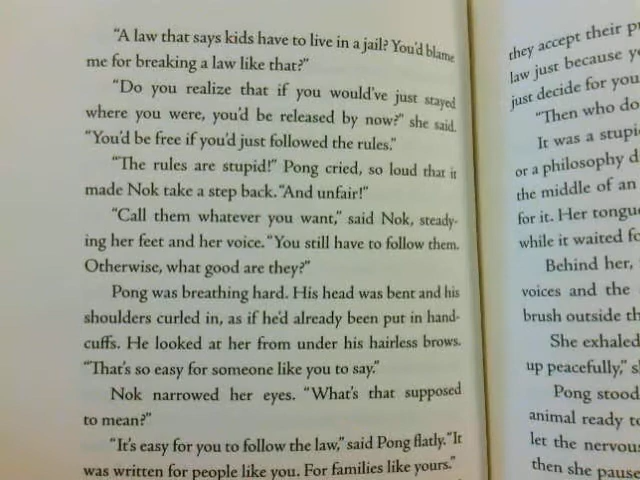 "A law that says kids have to live in a jail? You'd blame
me for breaking a law like that?"
"Do you realize that if you would've just stayed
where you were, you'd be released by now?" she said.
"You'd be free if you'd just followed the rules."
"The rules are stupid!" Pong cried, so loud that it
made Nok take a step back. "And unfair!"
"Call them whatever you want," said Nok, steady-
ing her feet and her voice. "You still have to follow them.
Otherwise, what good are they?"
Pong was breathing hard. His head was bent and his
shoulders curled in, as if he'd already been put in hand-
cuffs. He looked at her from under his hairless brows.
"That's so easy for someone like you to say."
Nok narrowed her eyes. "What's that supposed
to mean?"
"It's easy for you to follow the law," said Pong flatly. "It
was written for people like you. For families like yours."
they accept their
law just because
just decide for you
"Then who do
It was a
or a philosophy
the middle of an
for it. Her
while it waited
Behind her,
voices and the
brush outside
She exhaled
up peacefully,"
Pong stood
animal ready
let the
then she